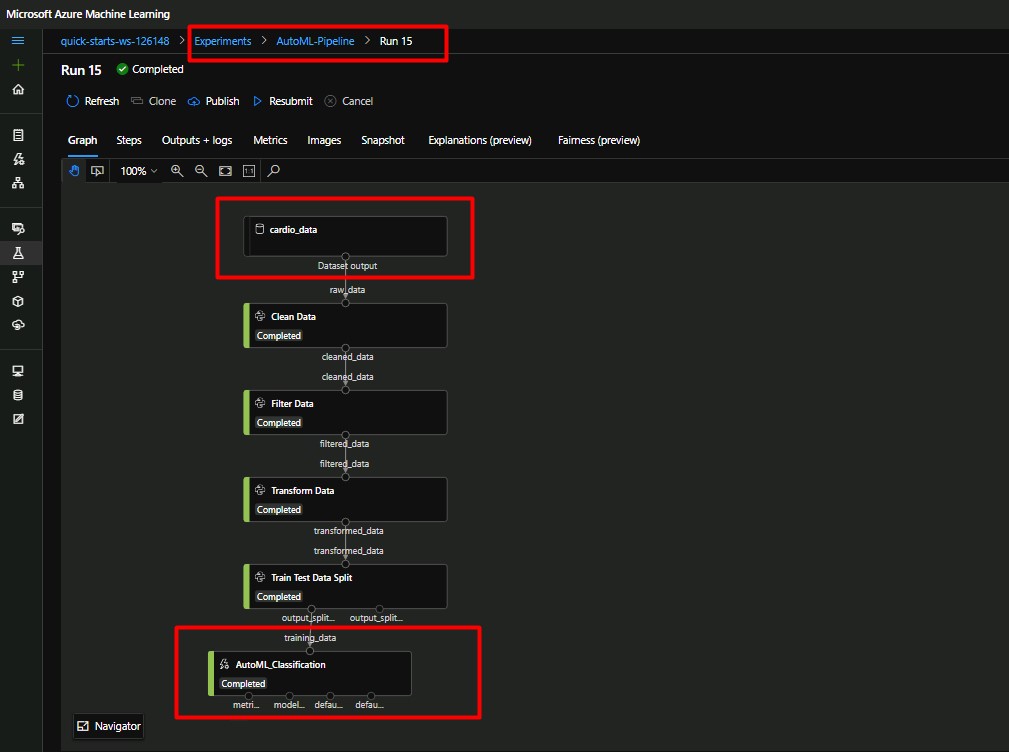 Microsoft Azure Machine Learning
quick-starts-ws-126148 > Experiments > AutoML-Pipeline > Run 15
Run 15 Completed
Refresh Clone Publish Resubmit Cancel
Graph Steps Outputs + logs Metrics Images Snapshot Explanations (preview) Fairness (preview)
100% 1:1
cardio_data
Dataset output
raw_data
Clean Data
Completed
cleaned_data
cleaned_data
Filter Data
Completed
filtered_data
filtered_data
Transform Data
Completed
transformed_data
transformed_data
Train Test Data Split
Completed
output_split... output_split...
training_data
AutoML_Classification
Completed
metri... model... defau... defau...
Navigator